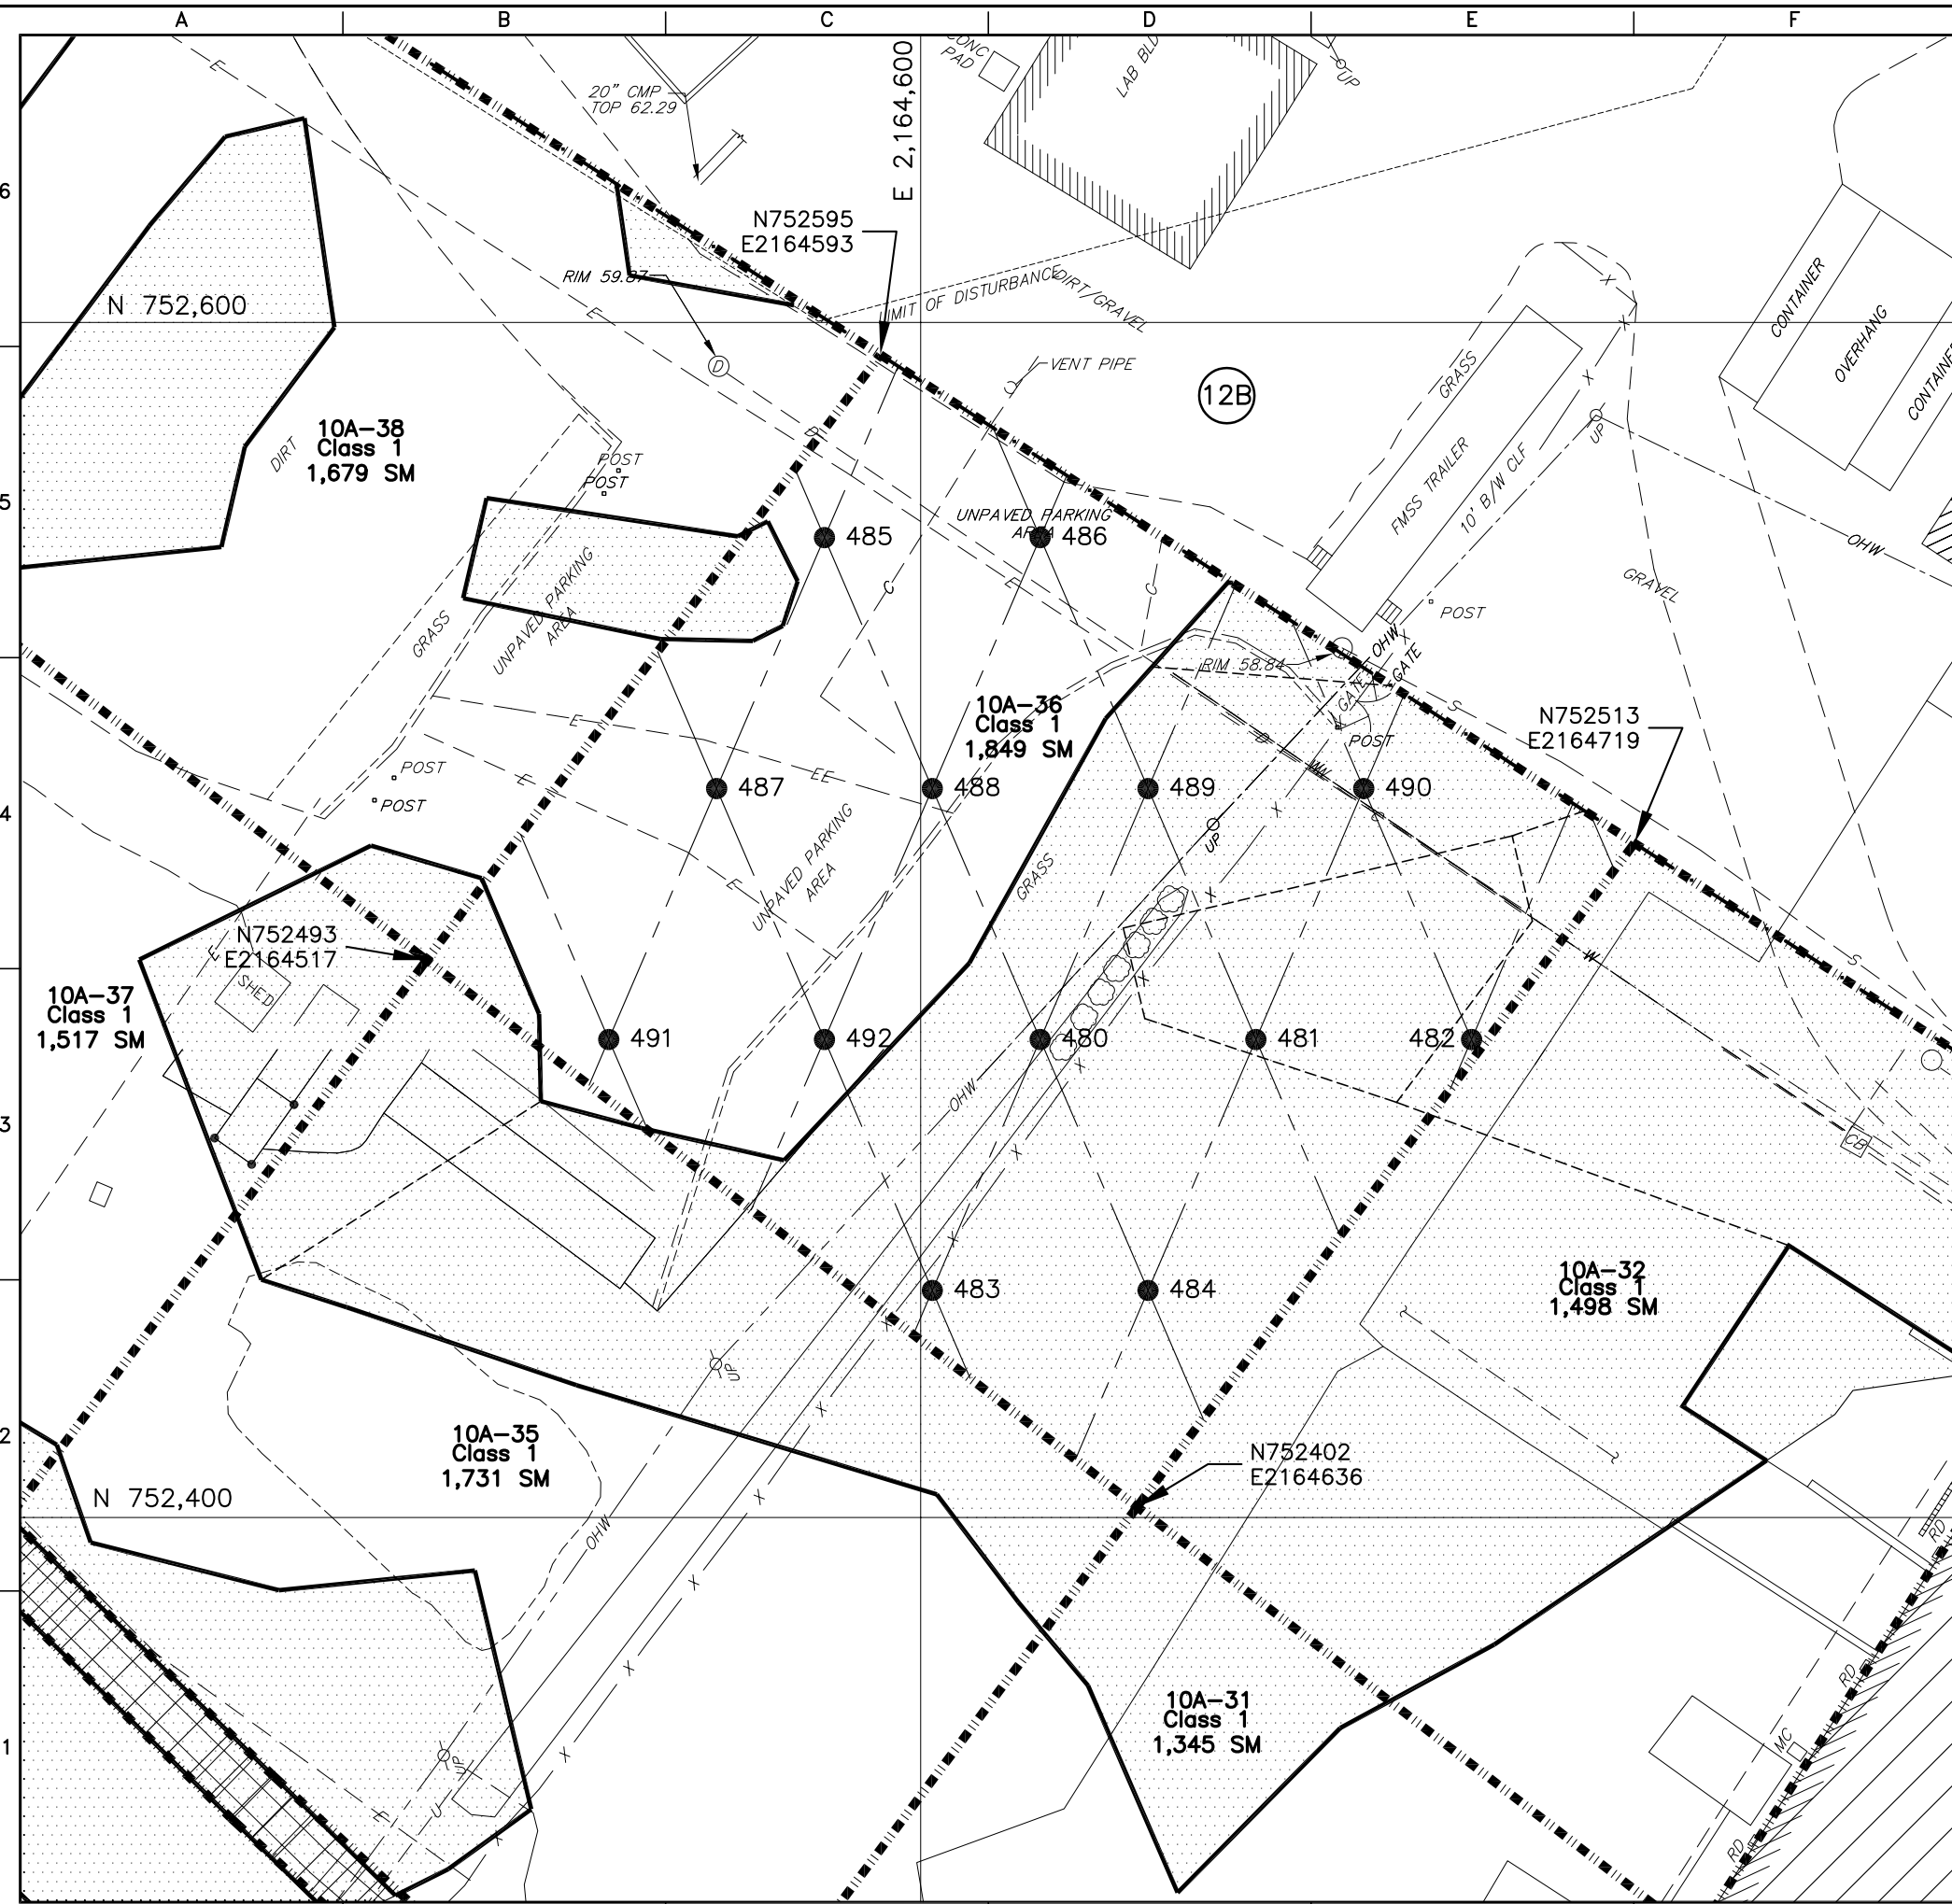 A B C D E F
CONC
PAD
LAB BLD
UP
20" CMP
TOP 62.29
E 2,164,600
6
N752595
E2164593
RIM 59.87
LIMIT OF DISTURBANCE
DIRT/GRAVEL
N 752,600
CONTAINER
OVERHANG
CONTAINER
VENT PIPE
12B
GRASS
D
10A-38
Class 1
1,679 SM
DIRT
POST
POST
UP
FMSS TRAILER
10' B/W CLF
5
UNPAVED PARKING
AREA
485
486
OHW
GRAVEL
POST
GRASS
UNPAVED PARKING
AREA
RIM 58.84
OHW
GATE
GATE
10A-36
Class 1
1,849 SM
N752513
E2164719
POST
POST
POST
487
488
489
490
4
UP
UNPAVED PARKING
AREA
GRASS
N752493
E2164517
SHED
10A-37
Class 1
1,517 SM
491
492
480
481
482
OHW
3
CB
10A-32
Class 1
1,498 SM
483
484
UP
2
10A-35
Class 1
1,731 SM
N752402
E2164636
N 752,400
OHW
RD
RD
10A-31
Class 1
1,345 SM
1
MC
UP
RD